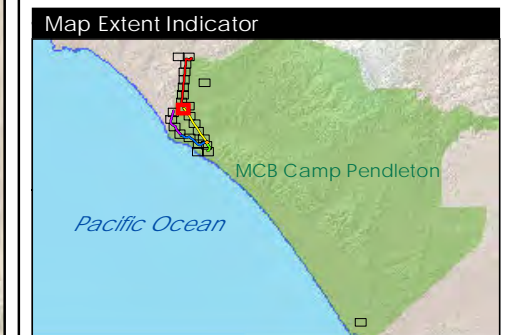 Map Extent Indicator
MCB Camp Pendleton
Pacific Ocean